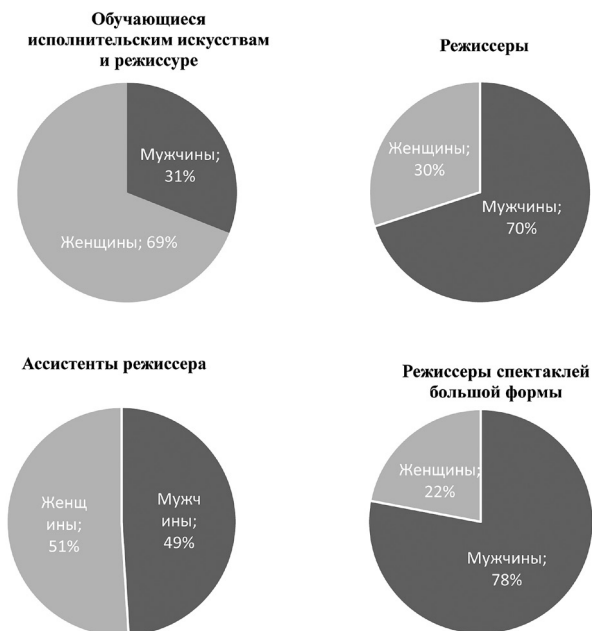 Обучающиеся
исполнительским искусствам
и режиссуре
Мужчины;
31%
Женщины; 69%
Режиссеры
Женщины;
30%
Мужчины;
70%
Ассистенты режиссера
Женщ
ины;
51%
Мужч
ины;
49%
Режиссеры спектаклей
большой формы
Женщины;
22%
Мужчины;
78%